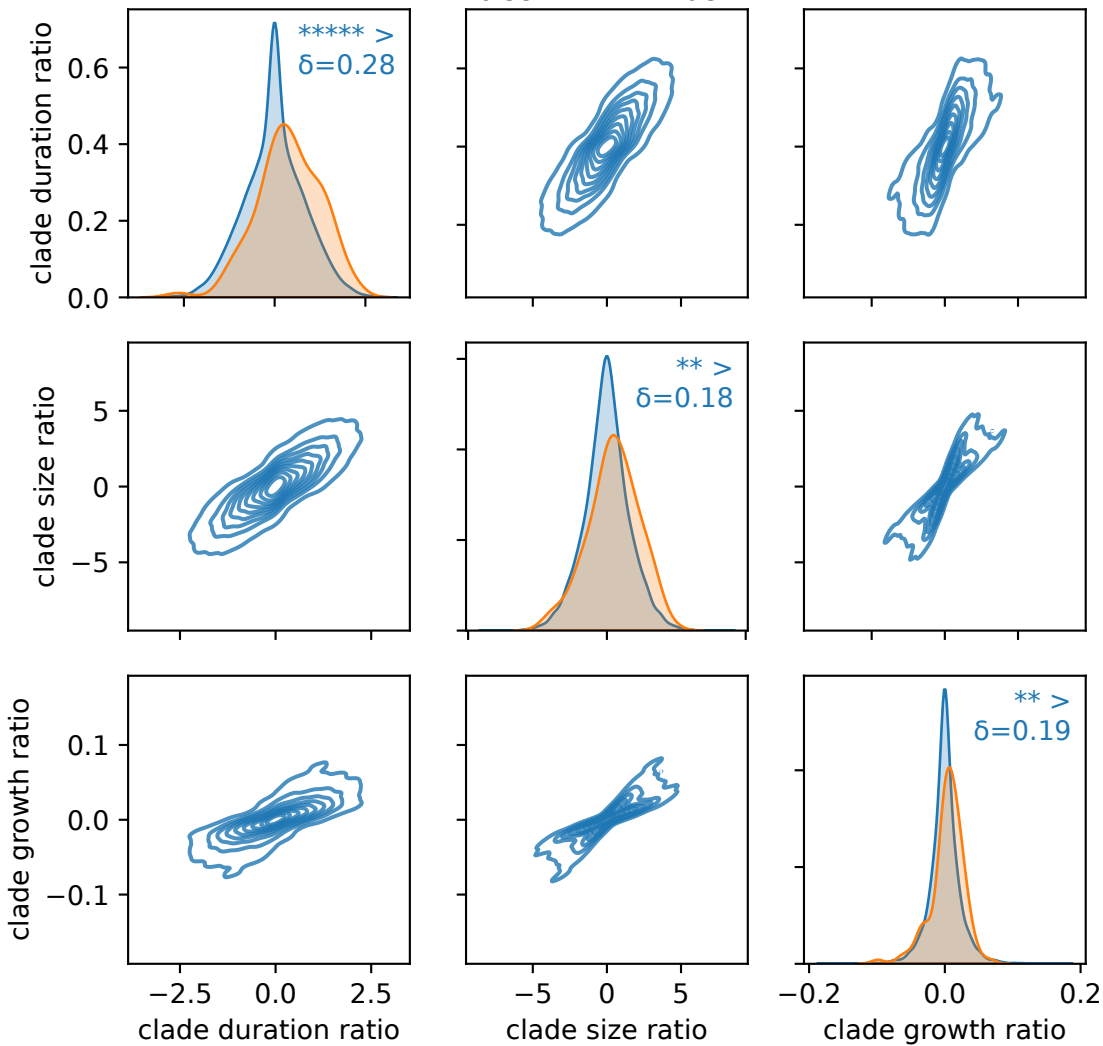 ***** >
δ=0.28
clade duration ratio
0.6
0.4
0.2
0.0
** >
δ=0.18
clade size ratio
5
0
−5
** >
δ=0.19
clade growth ratio
0.1
0.0
−0.1
−2.5
0.0
2.5
−5
0
5
−0.2
0.0
0.2
clade duration ratio
clade size ratio
clade growth ratio